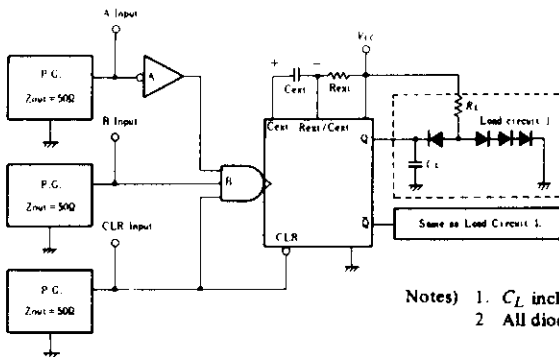 A Input
P.G.
Zout = 50Ω
A
+
−
Cext
Rext
VCC
RL
Load circuit 1
Cext
Rext/Cext
Q
CL
B Input
P.G.
Zout = 50Ω
B
CLR Input
CLR
Q̄
Same as Load Circuit 1.
P.G.
Zout = 50Ω
Notes) 1. CL incl
2 All diod